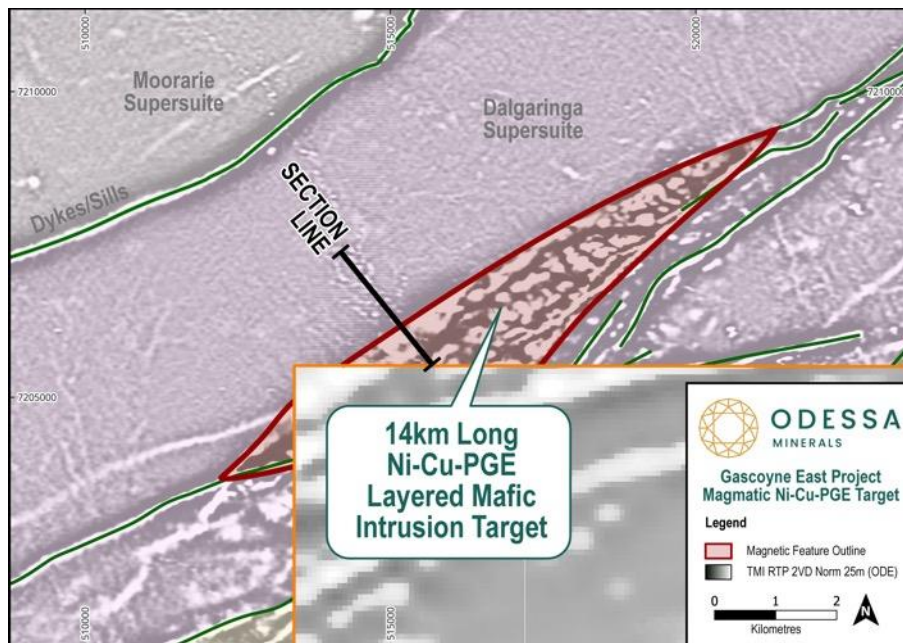 510000
515000
520000
7210000
7210000
Moorarie
Supersuite
Dalgaringa
Supersuite
Dykes/Sills
SECTION
LINE
7205000
14km Long
Ni-Cu-PGE
Layered Mafic
Intrusion Target
ODESSA
MINERALS
Gascoyne East Project
Magmatic Ni-Cu-PGE Target
Legend
Magnetic Feature Outline
TMI RTP 2VD Norm 25m (ODE)
0 1 2
Kilometres
N
510000
515000